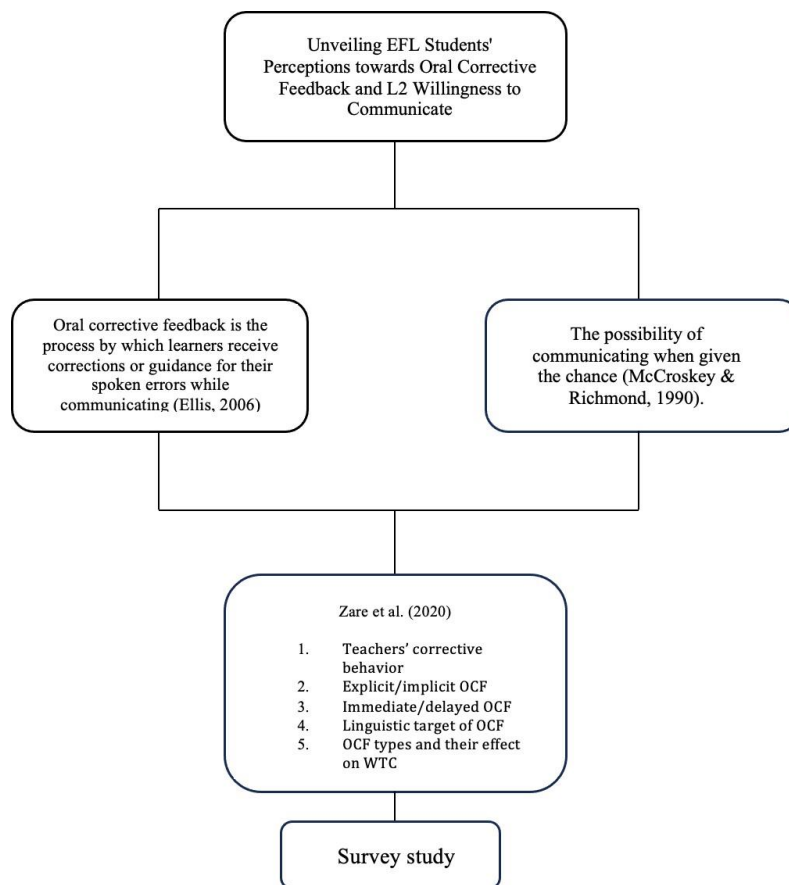 Unveiling EFL Students'
Perceptions towards Oral Corrective
Feedback and L2 Willingness to
Communicate
Oral corrective feedback is the
process by which learners receive
corrections or guidance for their
spoken errors while
communicating (Ellis, 2006)
The possibility of
communicating when given
the chance (McCroskey &
Richmond, 1990).
Zare et al. (2020)
1. Teachers’ corrective
behavior
2. Explicit/implicit OCF
3. Immediate/delayed OCF
4. Linguistic target of OCF
5. OCF types and their effect
on WTC
Survey study